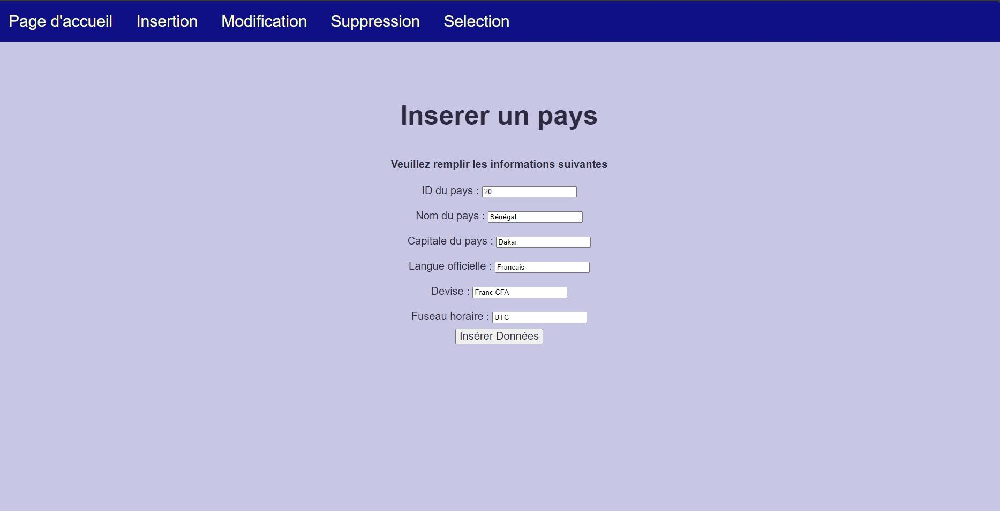 Page d'accueil Insertion Modification Suppression Selection
Inserer un pays
Veuillez remplir les informations suivantes
ID du pays : 20
Nom du pays : Sénégal
Capitale du pays : Dakar
Langue officielle : Francais
Devise : Franc CFA
Fuseau horaire : UTC
Insérer Données